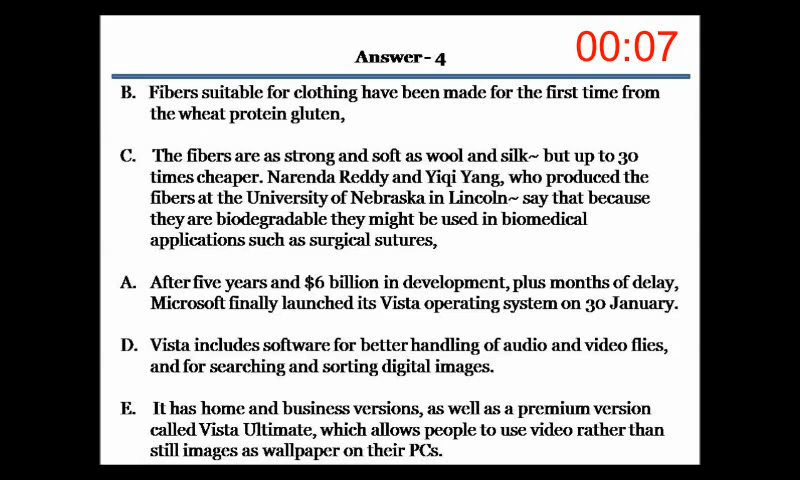 Answer - 4
00:07
B. Fibers suitable for clothing have been made for the first time from
the wheat protein gluten,
C. The fibers are as strong and soft as wool and silk~ but up to 30
times cheaper. Narenda Reddy and Yiqi Yang, who produced the
fibers at the University of Nebraska in Lincoln~ say that because
they are biodegradable they might be used in biomedical
applications such as surgical sutures,
A. After five years and $6 billion in development, plus months of delay,
Microsoft finally launched its Vista operating system on 30 January.
D. Vista includes software for better handling of audio and video flies,
and for searching and sorting digital images.
E. It has home and business versions, as well as a premium version
called Vista Ultimate, which allows people to use video rather than
still images as wallpaper on their PCs.